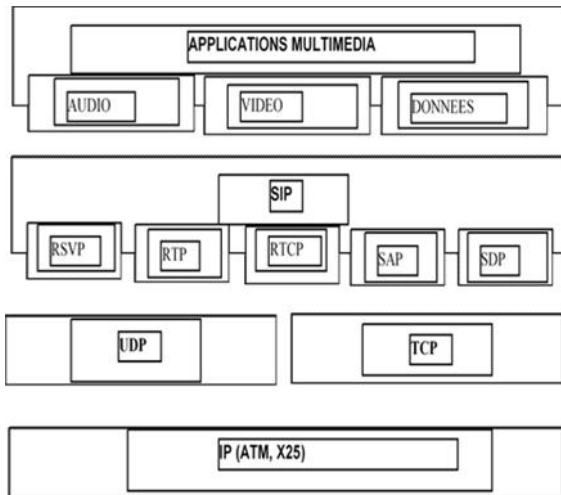 APPLICATIONS MULTIMEDIA
AUDIO
VIDEO
DONNEES
SIP
RSVP
RTP
RTCP
SAP
SDP
UDP
TCP
IP (ATM, X25)